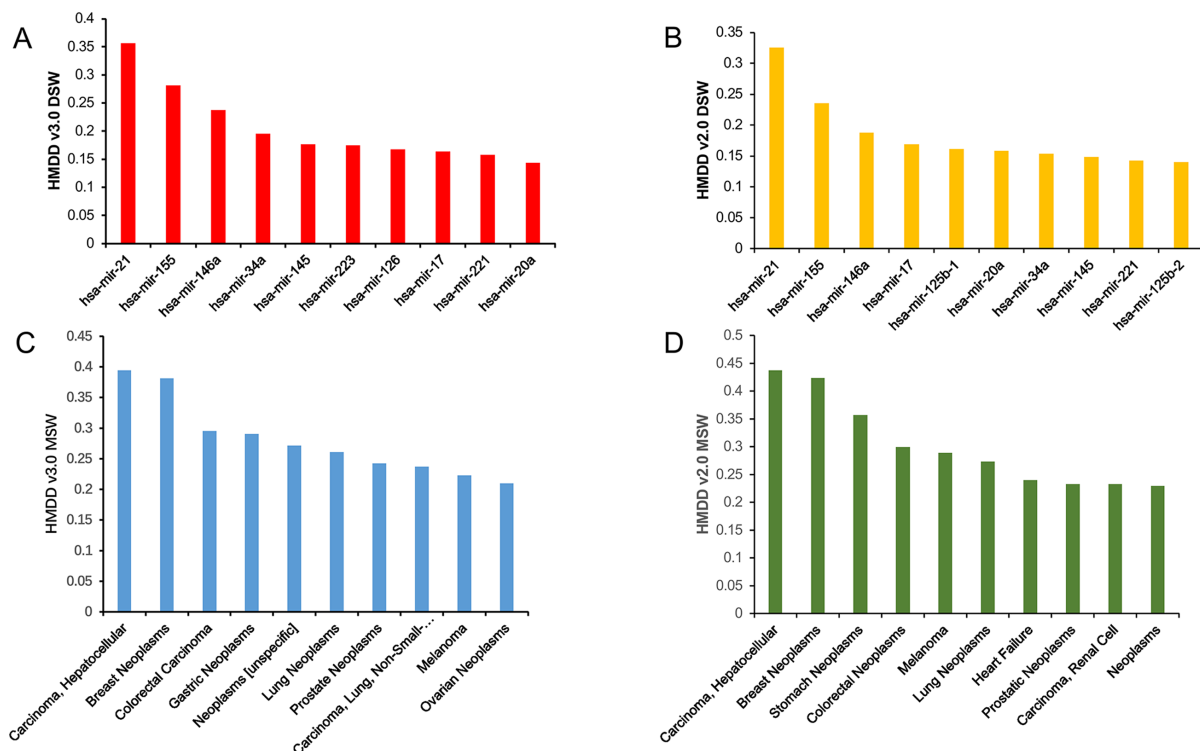 A
HMDD v3.0 DSW
0.4
0.35
0.3
0.25
0.2
0.15
0.1
0.05
0
hsa-mir-21
hsa-mir-155
hsa-mir-146a
hsa-mir-34a
hsa-mir-145
hsa-mir-223
hsa-mir-126
hsa-mir-17
hsa-mir-221
hsa-mir-20a
B
HMDD v2.0 DSW
0.35
0.3
0.25
0.2
0.15
0.1
0.05
0
hsa-mir-21
hsa-mir-155
hsa-mir-146a
hsa-mir-17
hsa-mir-125b-1
hsa-mir-20a
hsa-mir-34a
hsa-mir-145
hsa-mir-221
hsa-mir-125b-2
C
HMDD v3.0 MSW
0.45
0.4
0.35
0.3
0.25
0.2
0.15
0.1
0.05
0
Carcinoma, Hepatocellular
Breast Neoplasms
Colorectal Carcinoma
Gastric Neoplasms
Neoplasms [unspecific]
Lung Neoplasms
Prostate Neoplasms
Carcinoma, Lung, Non-Small-…
Melanoma
Ovarian Neoplasms
D
HMDD v2.0 MSW
0.5
0.45
0.4
0.35
0.3
0.25
0.2
0.15
0.1
0.05
0
Carcinoma, Hepatocellular
Breast Neoplasms
Stomach Neoplasms
Colorectal Neoplasms
Melanoma
Lung Neoplasms
Heart Failure
Prostatic Neoplasms
Carcinoma, Renal Cell
Neoplasms